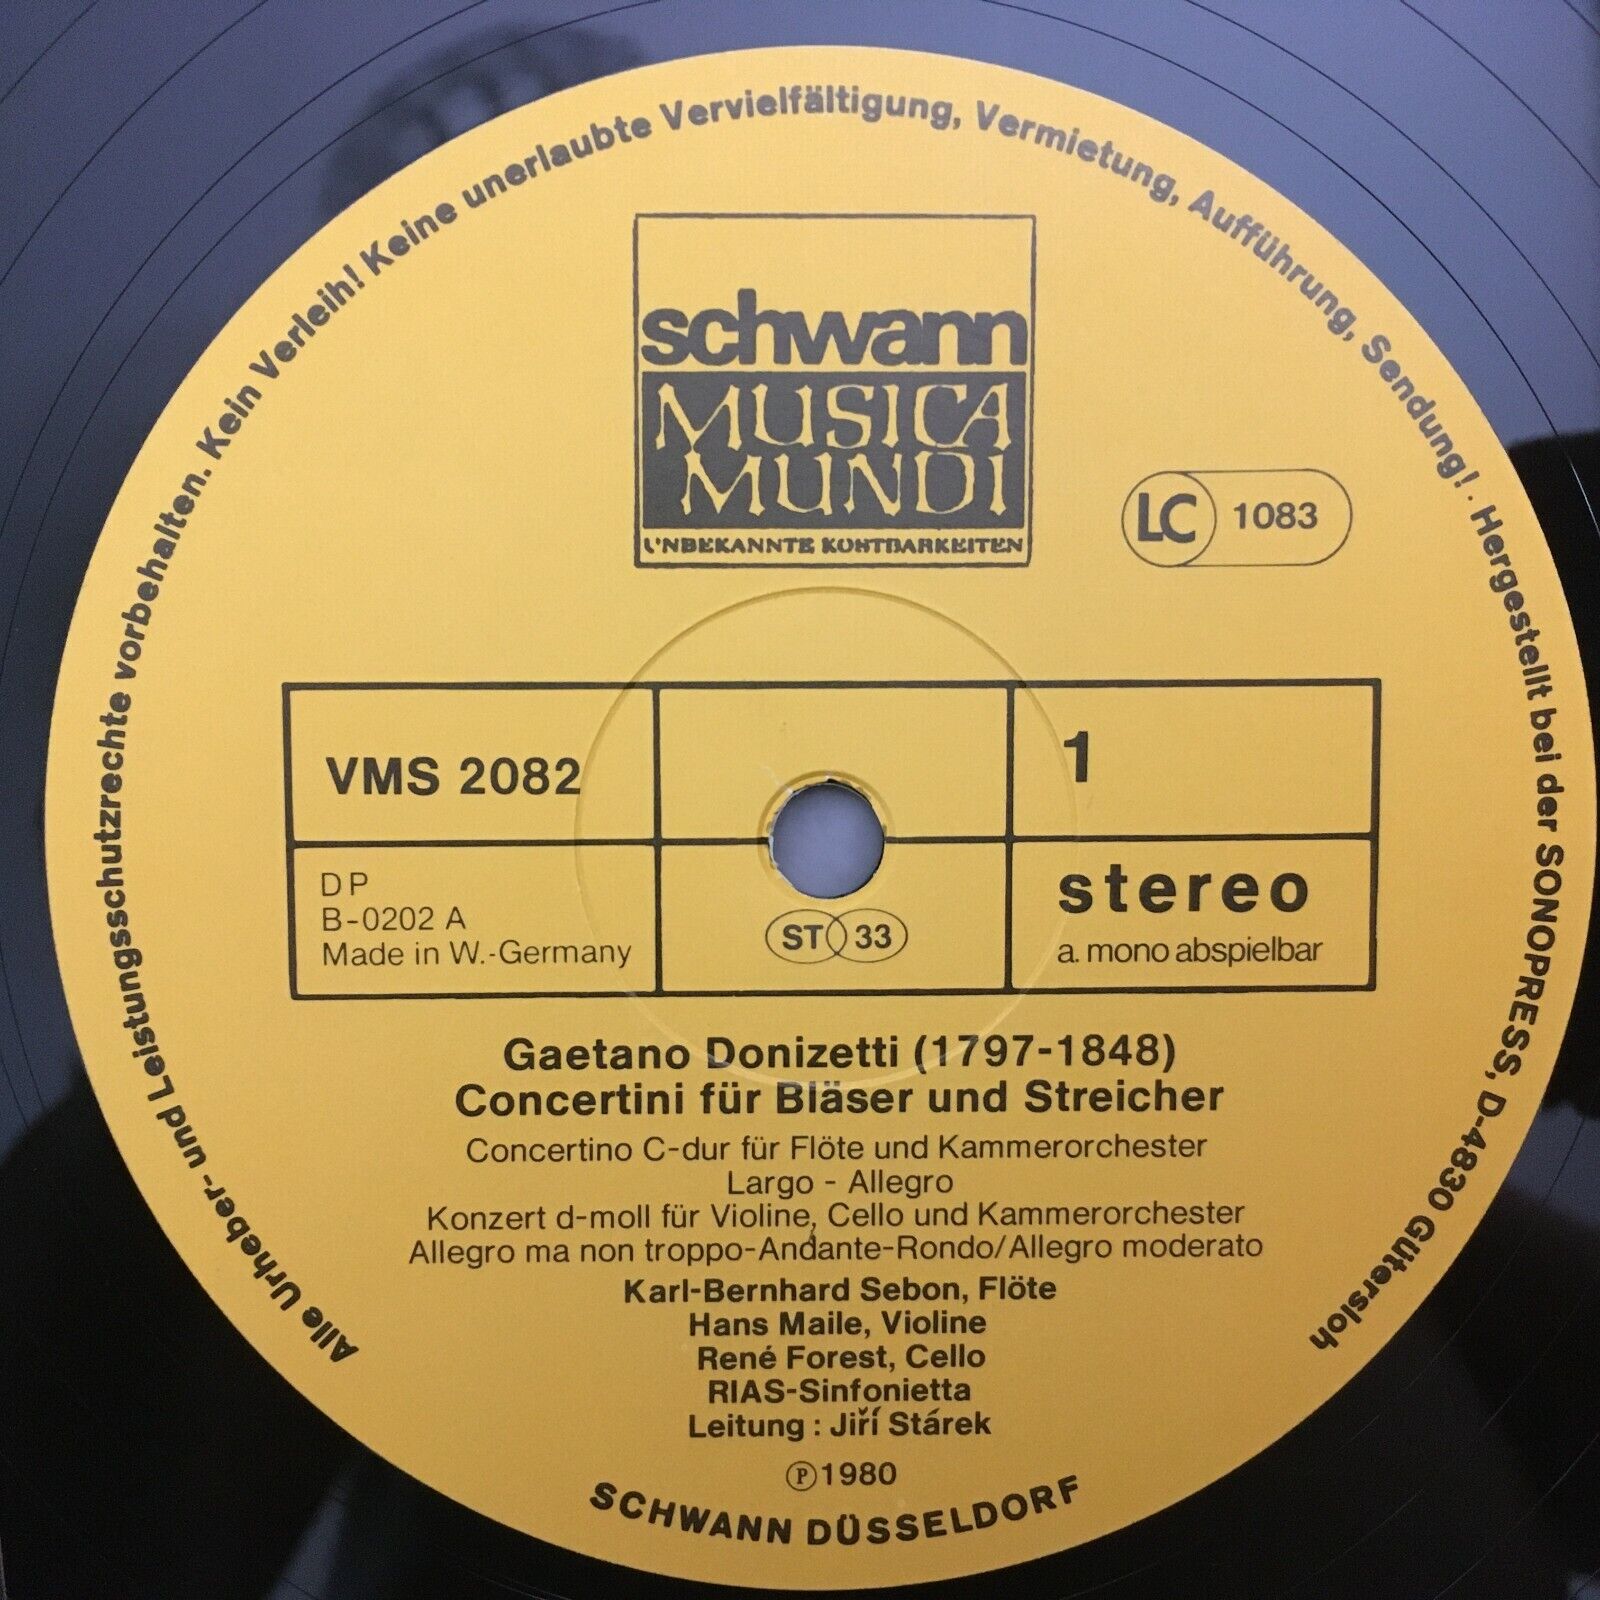 Alle Urheber- und Leistungsschutzrechte vorbehalten. Kein Verleih! Keine unerlaubte Vervielfältigung, Vermietung, Aufführung, Sendung! · Hergestellt bei der SONOPRESS, D-4830 Gütersloh
schwann
MUSICA
MUNDI
UNBEKANNTE KOSTBARKEITEN
LC 1083
VMS 2082
1
DP
B-0202 A
Made in W.-Germany
ST 33
stereo
a. mono abspielbar
Gaetano Donizetti (1797-1848)
Concertini für Bläser und Streicher
Concertino C-dur für Flöte und Kammerorchester
Largo - Allegro
Konzert d-moll für Violine, Cello und Kammerorchester
Allegro ma non troppo-Andante-Rondo/Allegro moderato
Karl-Bernhard Sebon, Flöte
Hans Maile, Violine
René Forest, Cello
RIAS-Sinfonietta
Leitung : Jiří Stárek
Ⓟ 1980
SCHWANN DÜSSELDORF